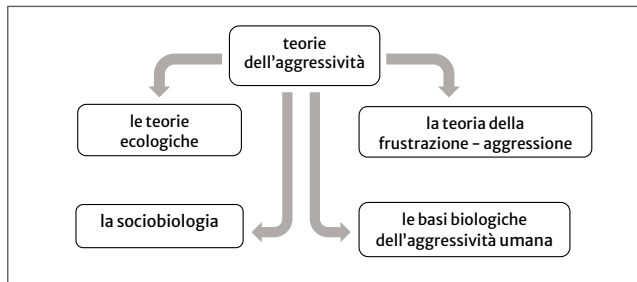 teorie
dell'aggressività
le teorie
ecologiche
la teoria della
frustrazione – aggressione
la sociobiologia
le basi biologiche
dell'aggressività umana